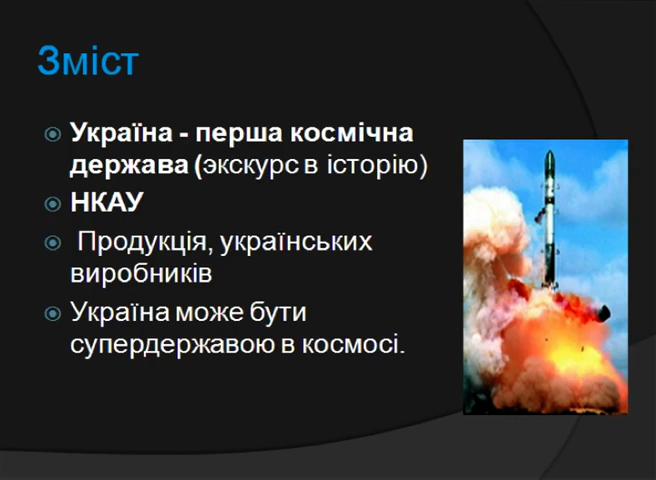 Зміст
Україна - перша космічна
держава (экскурс в історію)
НКАУ
Продукція, українських
виробників
Україна може бути
супердержавою в космосі.